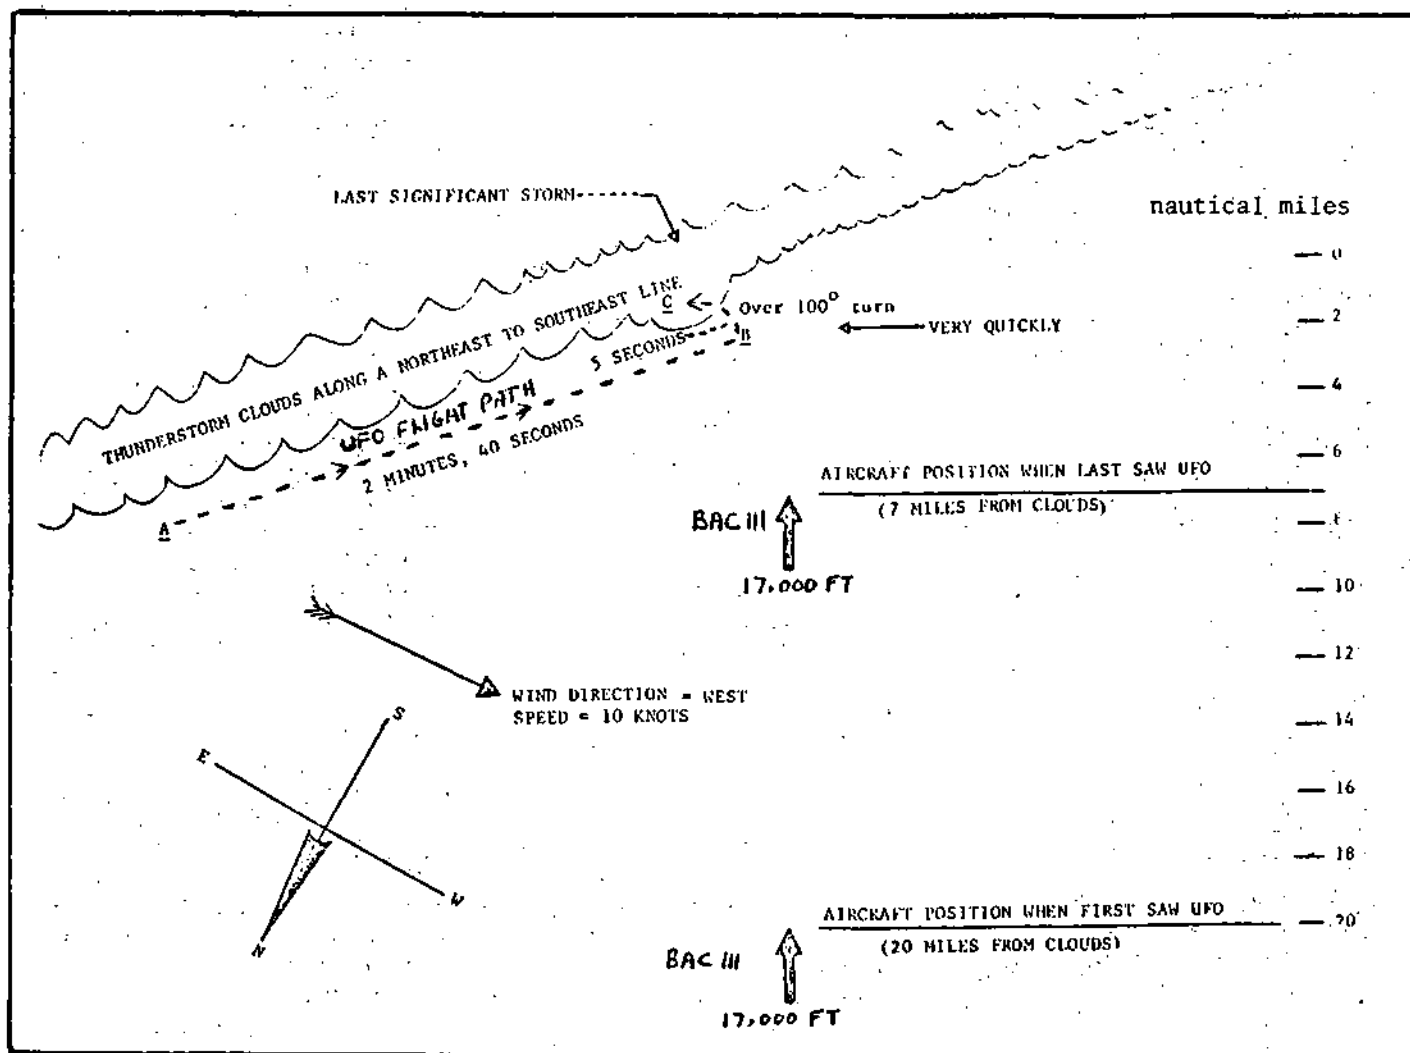 LAST SIGNIFICANT STORM
nautical miles
0
THUNDERSTORM CLOUDS ALONG A NORTHEAST TO SOUTHEAST LINE
C
Over 100° turn
2
VERY QUICKLY
B
5 SECONDS
4
UFO FLIGHT PATH
2 MINUTES, 40 SECONDS
6
AIRCRAFT POSITION WHEN LAST SAW UFO
(7 MILES FROM CLOUDS)
A
BAC 111
17,000 FT
10
12
WIND DIRECTION = WEST
SPEED = 10 KNOTS
14
S
E
16
18
W
AIRCRAFT POSITION WHEN FIRST SAW UFO
20
(20 MILES FROM CLOUDS)
N
BAC 111
17,000 FT